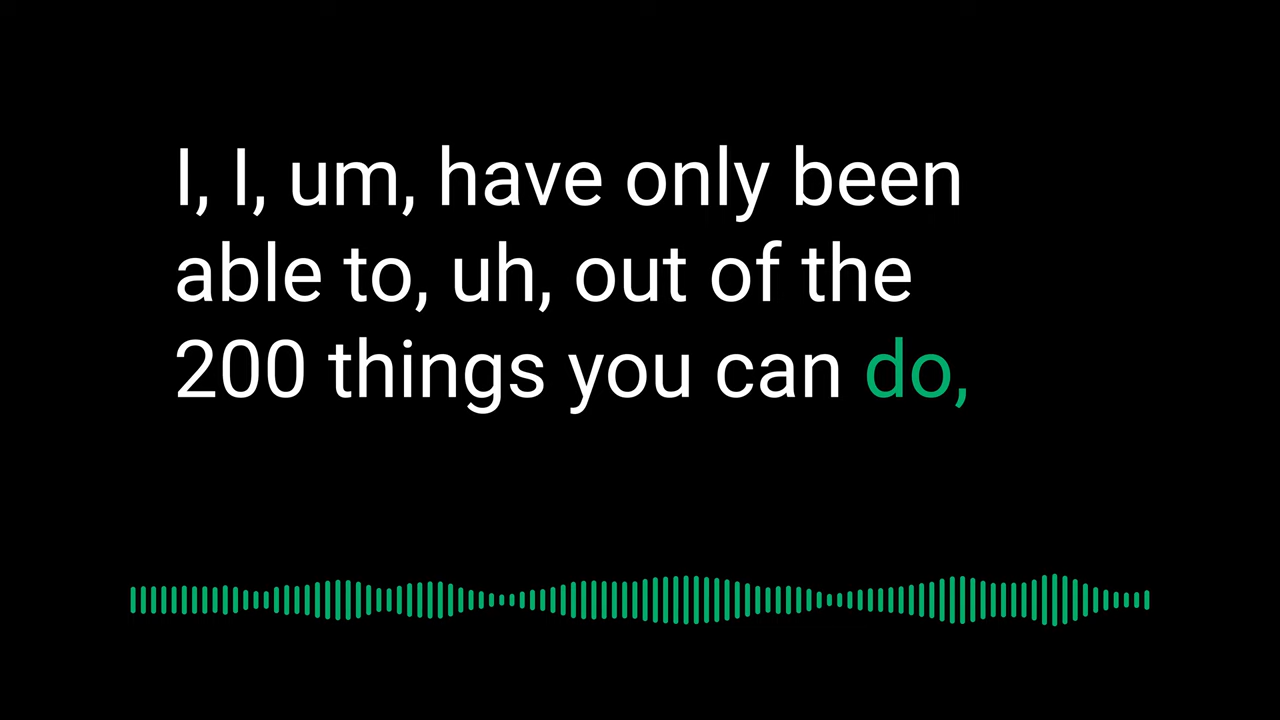 I, I, um, have only been
able to, uh, out of the
200 things you can do,